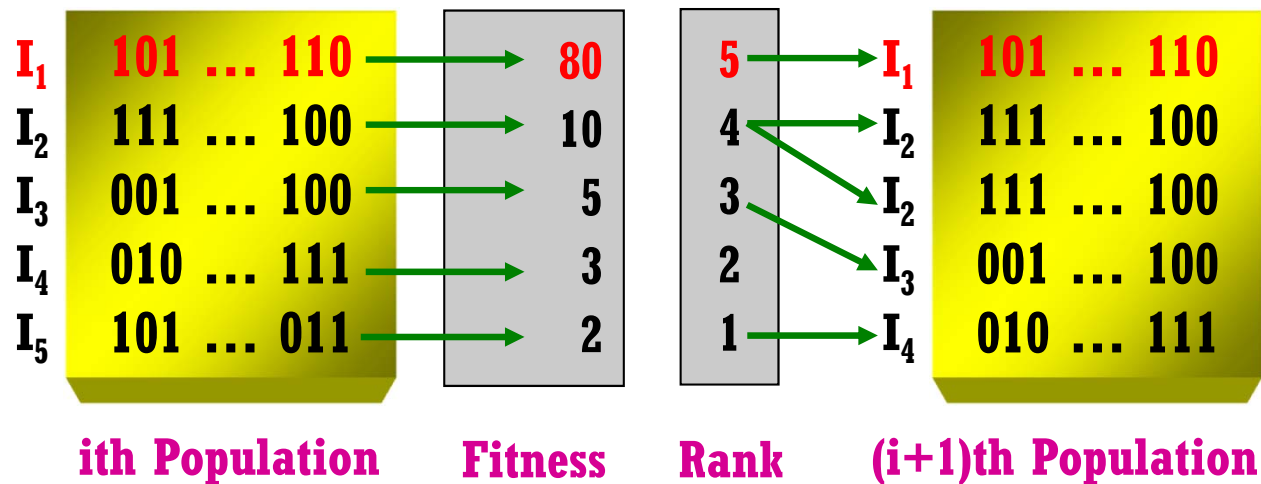 I1 101 ... 110 80 5 I1 101 ... 110
I2 111 ... 100 10 4 I2 111 ... 100
I3 001 ... 100 5 3 I2 111 ... 100
I4 010 ... 111 3 2 I3 001 ... 100
I5 101 ... 011 2 1 I4 010 ... 111
ith Population Fitness Rank (i+1)th Population